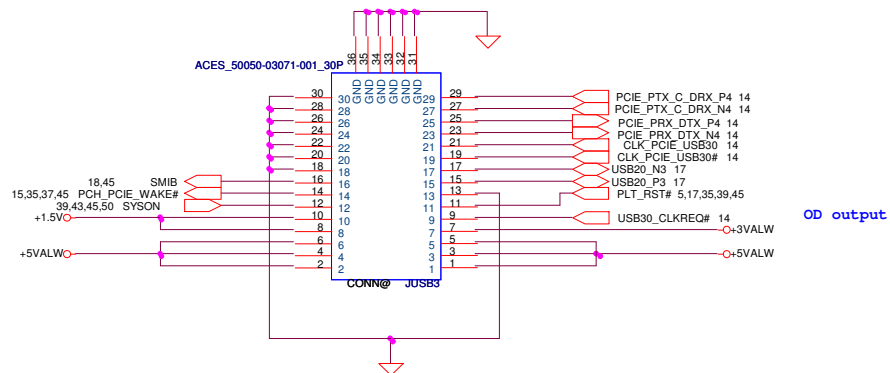 36 35 34 33 32 31
ACES_50050-03071-001_30P
GND GND GND GND GND GND
30 30 29 29 PCIE_PTX_C_DRX_P4 14
28 28 27 27 PCIE_PTX_C_DRX_N4 14
26 26 25 25 PCIE_PRX_DTX_P4 14
24 24 23 23 PCIE_PRX_DTX_N4 14
22 22 21 21 CLK_PCIE_USB30 14
20 20 19 19 CLK_PCIE_USB30# 14
18 18 17 17 USB20_N3 17
18,45 SMIB 16 16 15 15 USB20_P3 17
15,35,37,45 PCH_PCIE_WAKE# 14 14 13 13 PLT_RST# 5,17,35,39,45
39,43,45,50 SYSON 12 12 11 11
+1.5V 10 10 9 9 USB30_CLKREQ# 14 OD output
8 8 7 7 +3VALW
6 6 5 5
+5VALW 4 4 3 3 +5VALW
2 2 1 1
CONN@ JUSB3